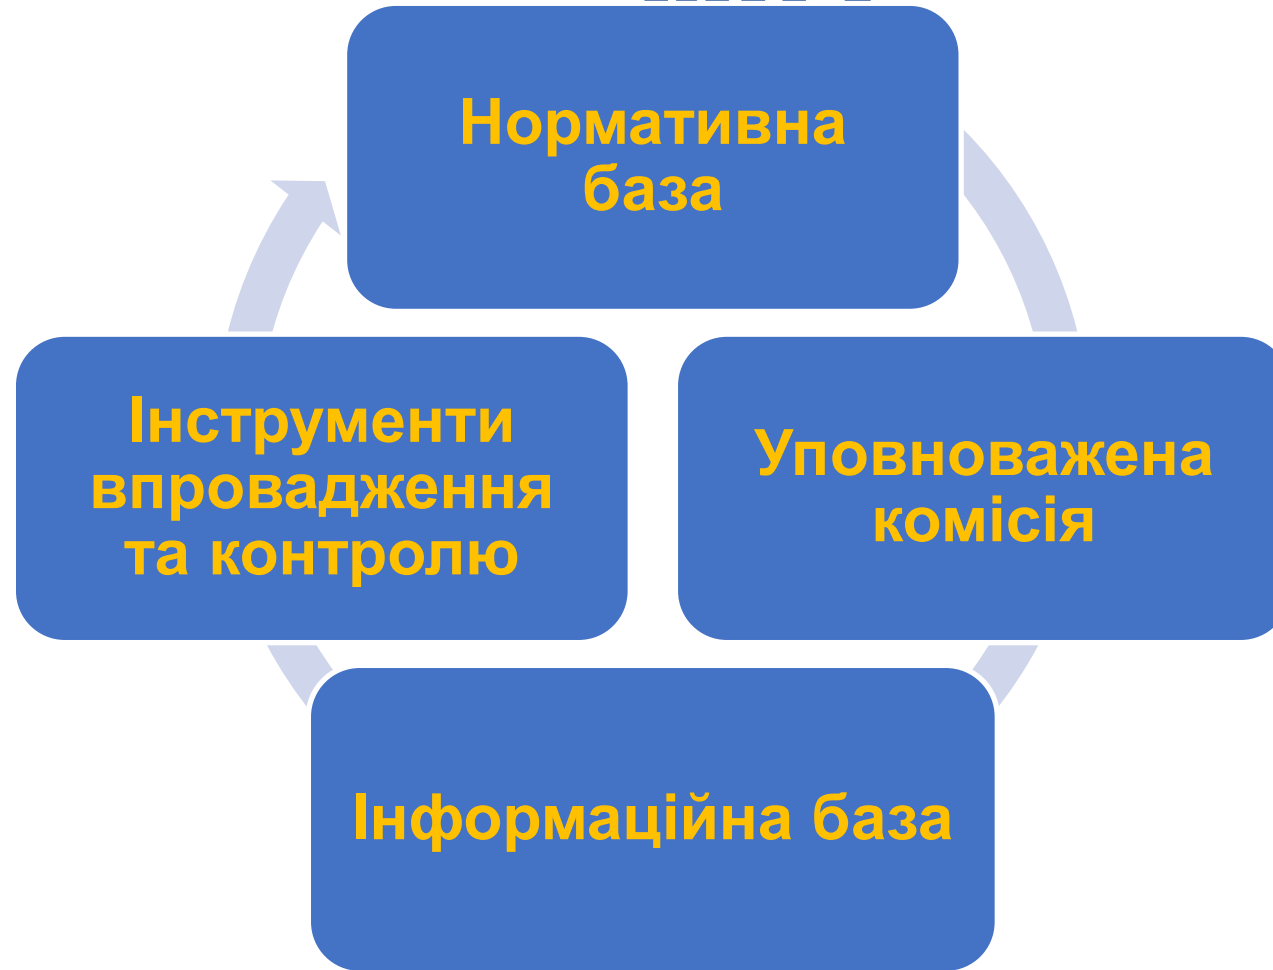 Нормативна
база
Інструменти
впровадження
та контролю
Уповноважена
комісія
Інформаційна база